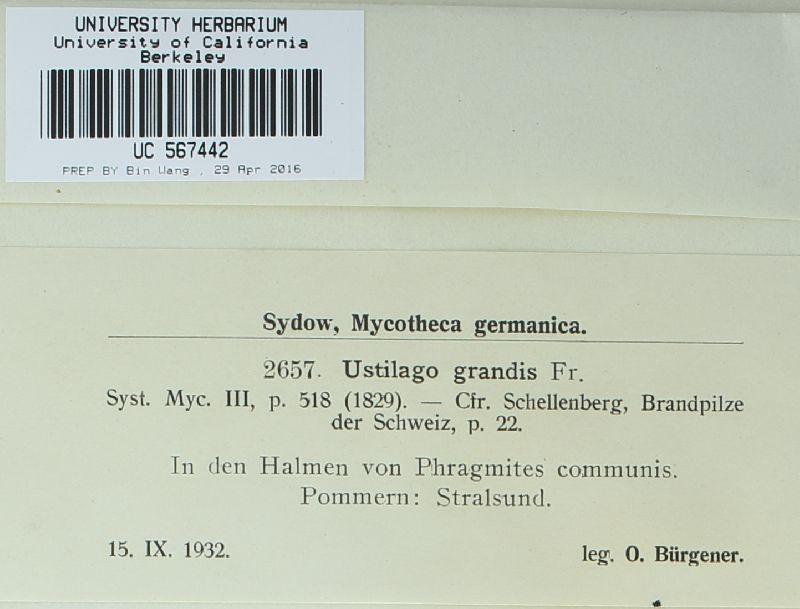 UNIVERSITY HERBARIUM
University of California
Berkeley
UC 567442
PREP BY Bin Wang , 29 Apr 2016
Sydow, Mycotheca germanica.
2657. Ustilago grandis Fr.
Syst. Myc. III, p. 518 (1829). — Cfr. Schellenberg, Brandpilze
der Schweiz, p. 22.
In den Halmen von Phragmites communis.
Pommern: Stralsund.
15. IX. 1932. leg. O. Bürgener.